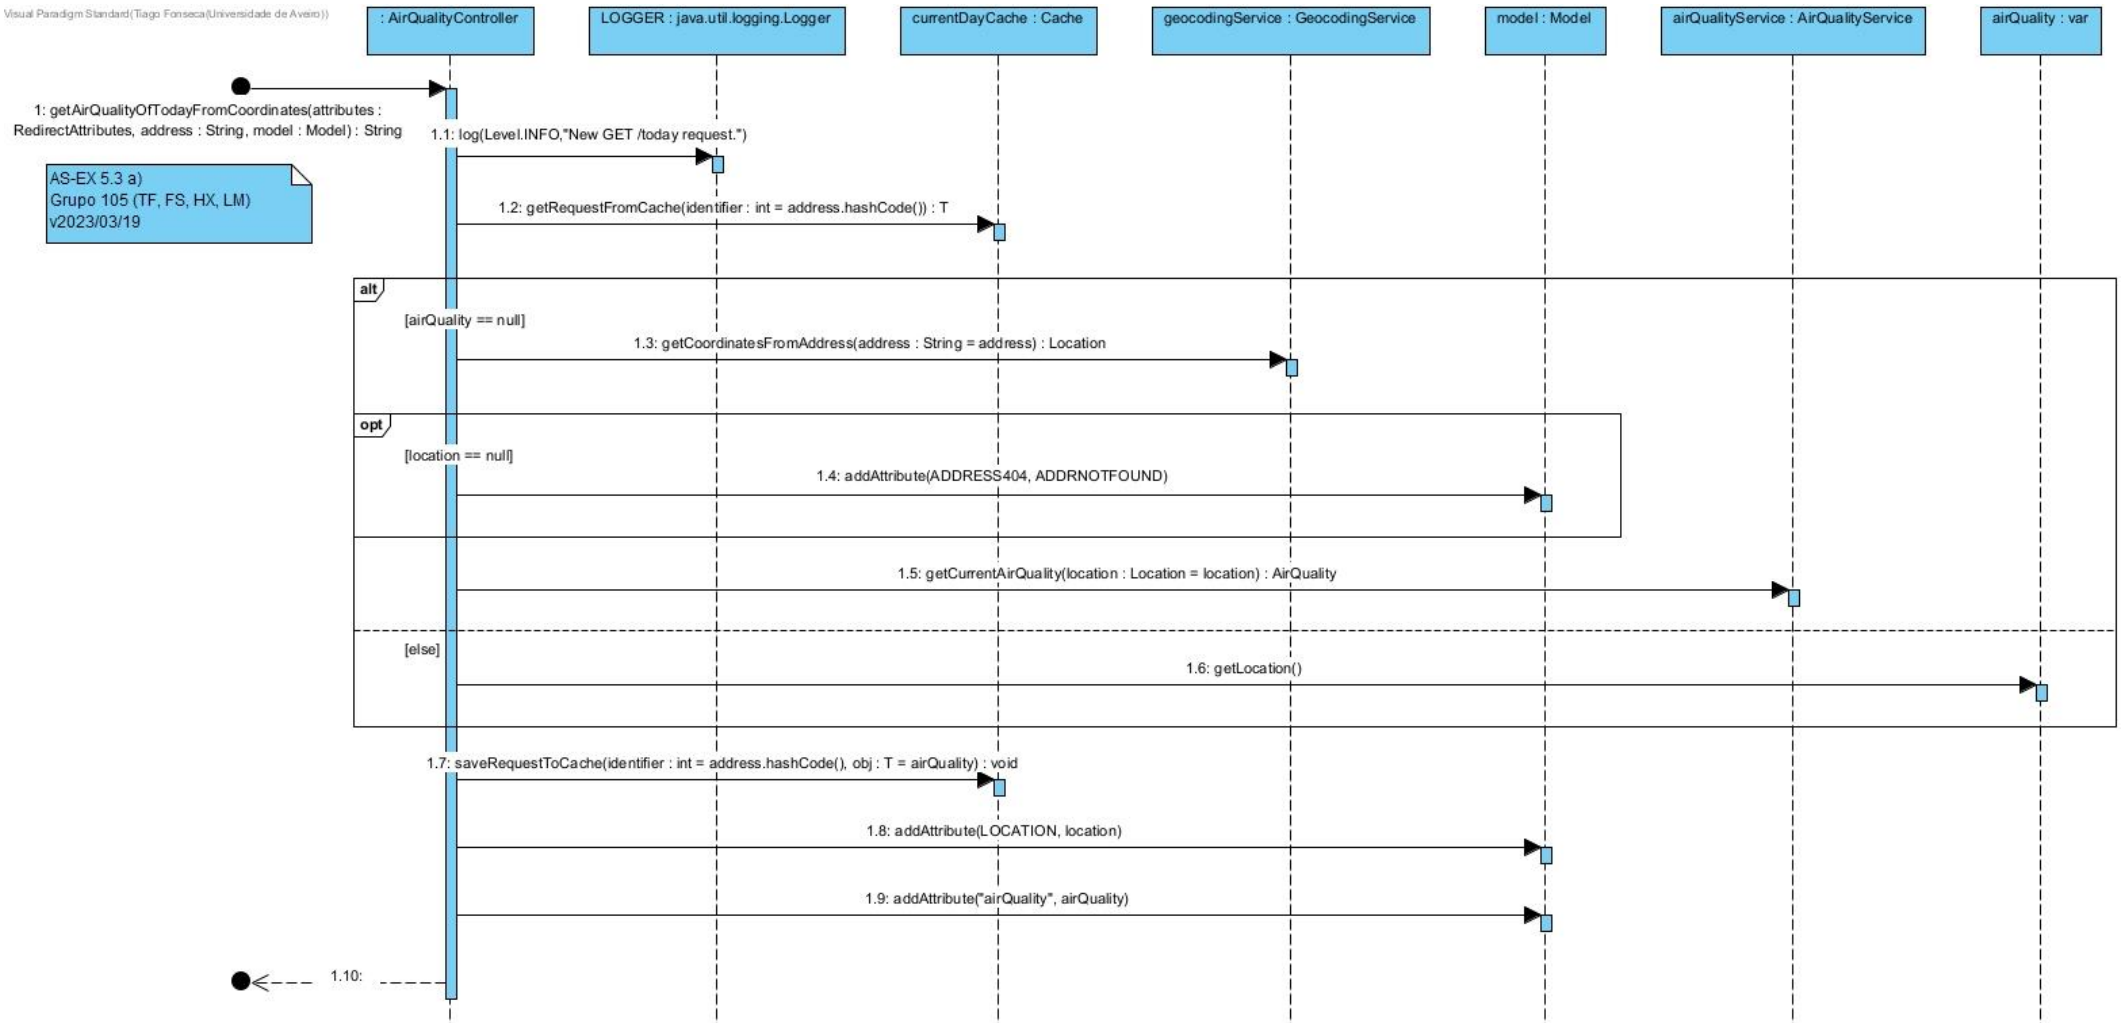 Visual Paradigm Standard(Tiago Fonseca(Universidade de Aveiro))
: AirQualityController
LOGGER : java.util.logging.Logger
currentDayCache : Cache
geocodingService : GeocodingService
model : Model
airQualityService : AirQualityService
airQuality : var
1: getAirQualityOfTodayFromCoordinates(attributes :
RedirectAttributes, address : String, model : Model) : String
1.1: log(Level.INFO,"New GET /today request.")
AS-EX 5.3 a)
Grupo 105 (TF, FS, HX, LM)
v2023/03/19
1.2: getRequestFromCache(identifier : int = address.hashCode()) : T
alt
[airQuality == null]
1.3: getCoordinatesFromAddress(address : String = address) : Location
opt
[location == null]
1.4: addAttribute(ADDRESS404, ADDRNOTFOUND)
1.5: getCurrentAirQuality(location : Location = location) : AirQuality
[else]
1.6: getLocation()
1.7: saveRequestToCache(identifier : int = address.hashCode(), obj : T = airQuality) : void
1.8: addAttribute(LOCATION, location)
1.9: addAttribute("airQuality", airQuality)
1.10: